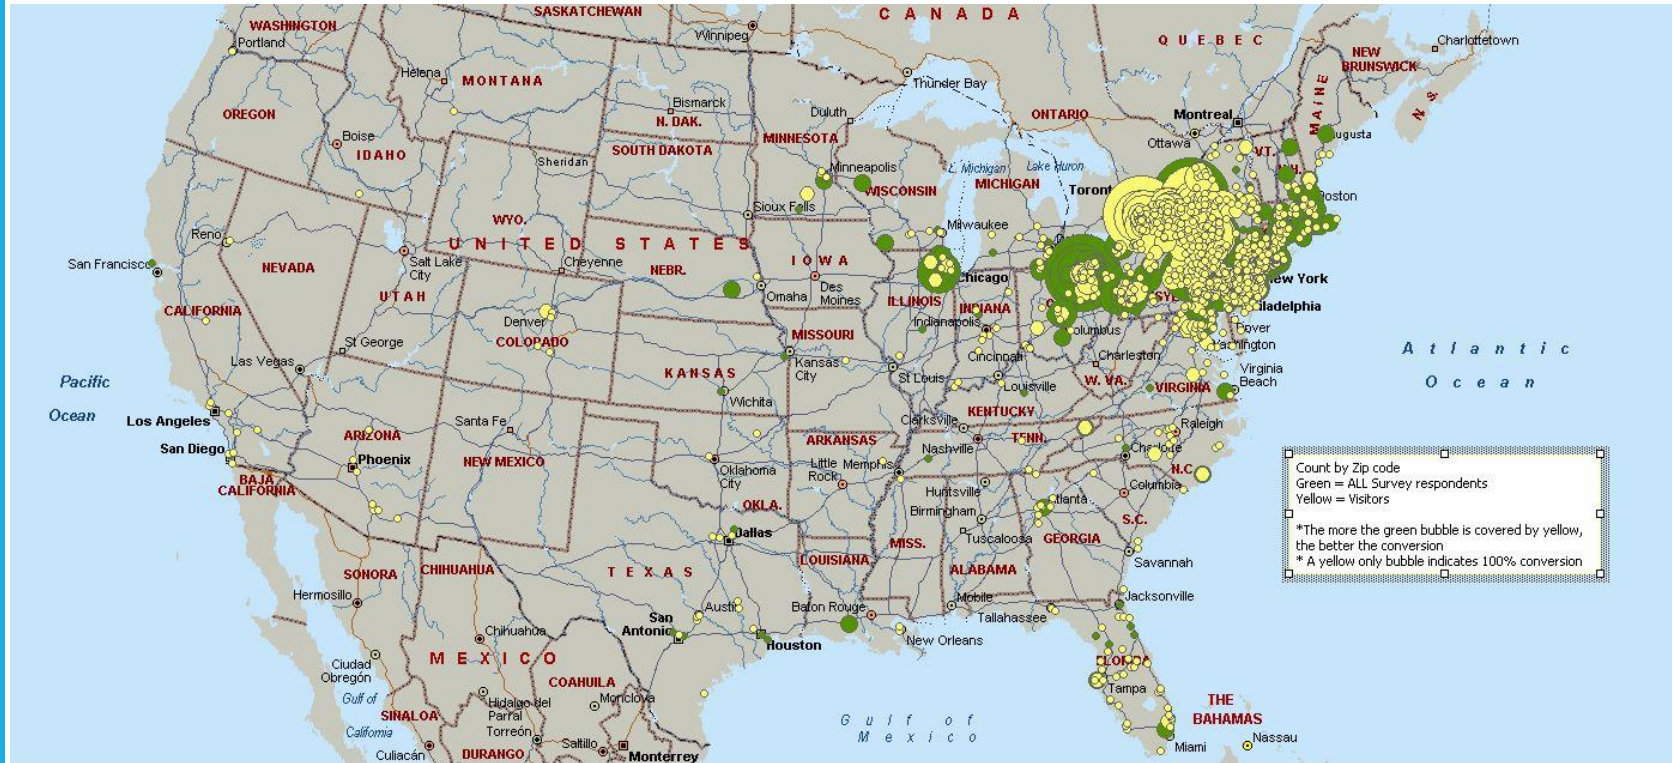 SASKATCHEWAN
CANADA
WASHINGTON
Winnipeg
Portland
QUEBEC
Charlottetown
NEW
BRUNSWICK
Helena
MONTANA
Thunder Bay
MAINE
N.S.
OREGON
Bismarck
N. DAK.
Duluth
ONTARIO
Montreal
Boise
IDAHO
MINNESOTA
Ottawa
ugusta
SOUTH DAKOTA
VT.
Sheridan
Minneapolis
L. Michigan
Lake Huron
H.
WISCONSIN
MICHIGAN
Toront
Boston
Sioux Falls
WYO.
Milwaukee
Reno
UNITED STATES
San Francisco
Salt Lake
City
Cheyenne
NEVADA
NEBR.
IOWA
Chicago
New York
UTAH
Omaha
Des
Moines
ILLINOIS
INDIANA
SY
CALIFORNIA
iladelphia
Denver
Indianapolis
Columbus
Dover
MISSOURI
St George
COLORADO
Washington
Cincinnati
Charleston
Las Vegas
Kansas
City
St Louis
Virginia
Beach
KANSAS
W. VA.
VIRGINIA
Louisville
Atlantic
Ocean
Pacific
Ocean
Wichita
KENTUCKY
Los Angeles
Santa Fe
Clarksville
Raleigh
ARIZONA
ARKANSAS
TENN.
San Diego
Nashville
Charlotte
Phoenix
NEW MEXICO
Oklahoma
City
Little
Rock
Memphis
N.C
BAJA
CALIFORNIA
Huntsville
Columbia
Atlanta
OKLA.
Birmingham
S.C.
Dallas
Tuscaloosa
GEORGIA
MISS.
LOUISIANA
Savannah
SONORA
CHIHUAHUA
TEXAS
ALABAMA
Hermosillo
Mobile
Jacksonville
Austi
Baton Rouge
Tallahassee
San
Antonio
Chihuahua
Houston
New Orleans
MEXICO
FLORIDA
Ciudad
Obregón
COAHUILA
Tampa
Gulf of
California
Hidalgo del
Parral
Monclova
THE
BAHAMAS
SINALOA
Torreón
Gulf of
Mexico
Culiacán
DURANGO
Saltillo
Monterrey
Miami
Nassau
Count by Zip code
Green = ALL Survey respondents
Yellow = Visitors
*The more the green bubble is covered by yellow,
the better the conversion
* A yellow only bubble indicates 100% conversion